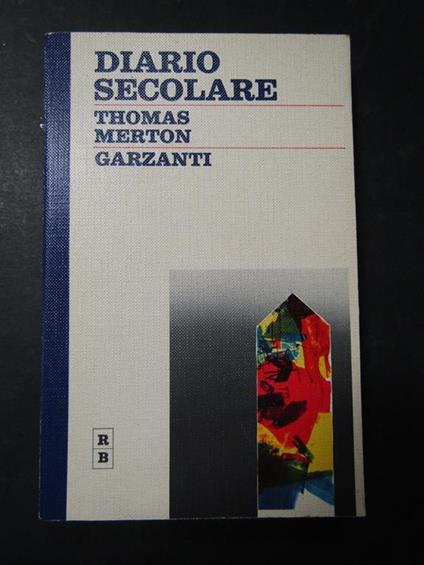 DIARIO
SECOLARE
THOMAS
MERTON
GARZANTI
R
B